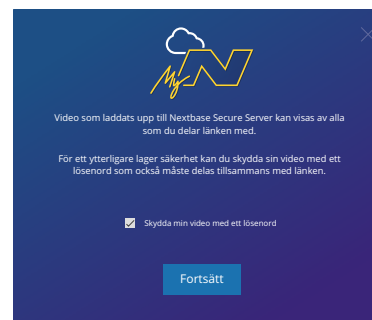 My N
Video som laddats upp till Nextbase Secure Server kan visas av alla
som du delar länken med.
För ett ytterligare lager säkerhet kan du skydda sin video med ett
lösenord som också måste delas tillsammans med länken.
Skydda min video med ett lösenord
Fortsätt